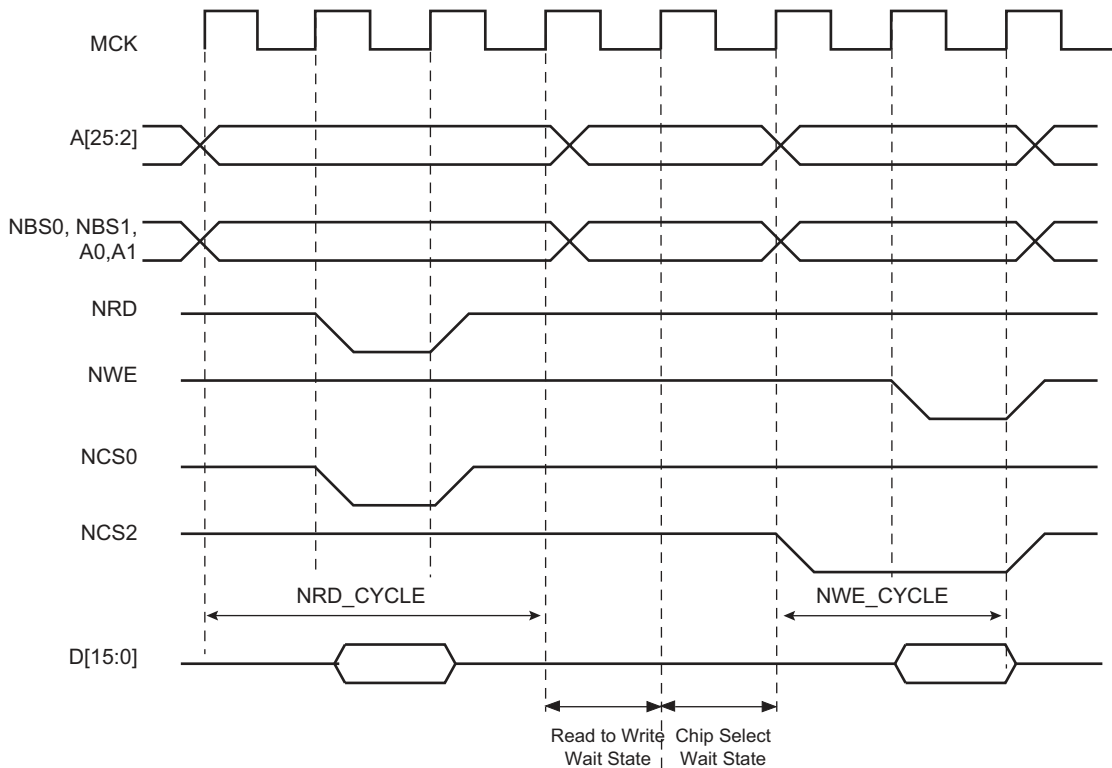 MCK
A[25:2]
NBS0, NBS1,
A0,A1
NRD
NWE
NCS0
NCS2
NRD_CYCLE
NWE_CYCLE
D[15:0]
Read to Write
Wait State
Chip Select
Wait State